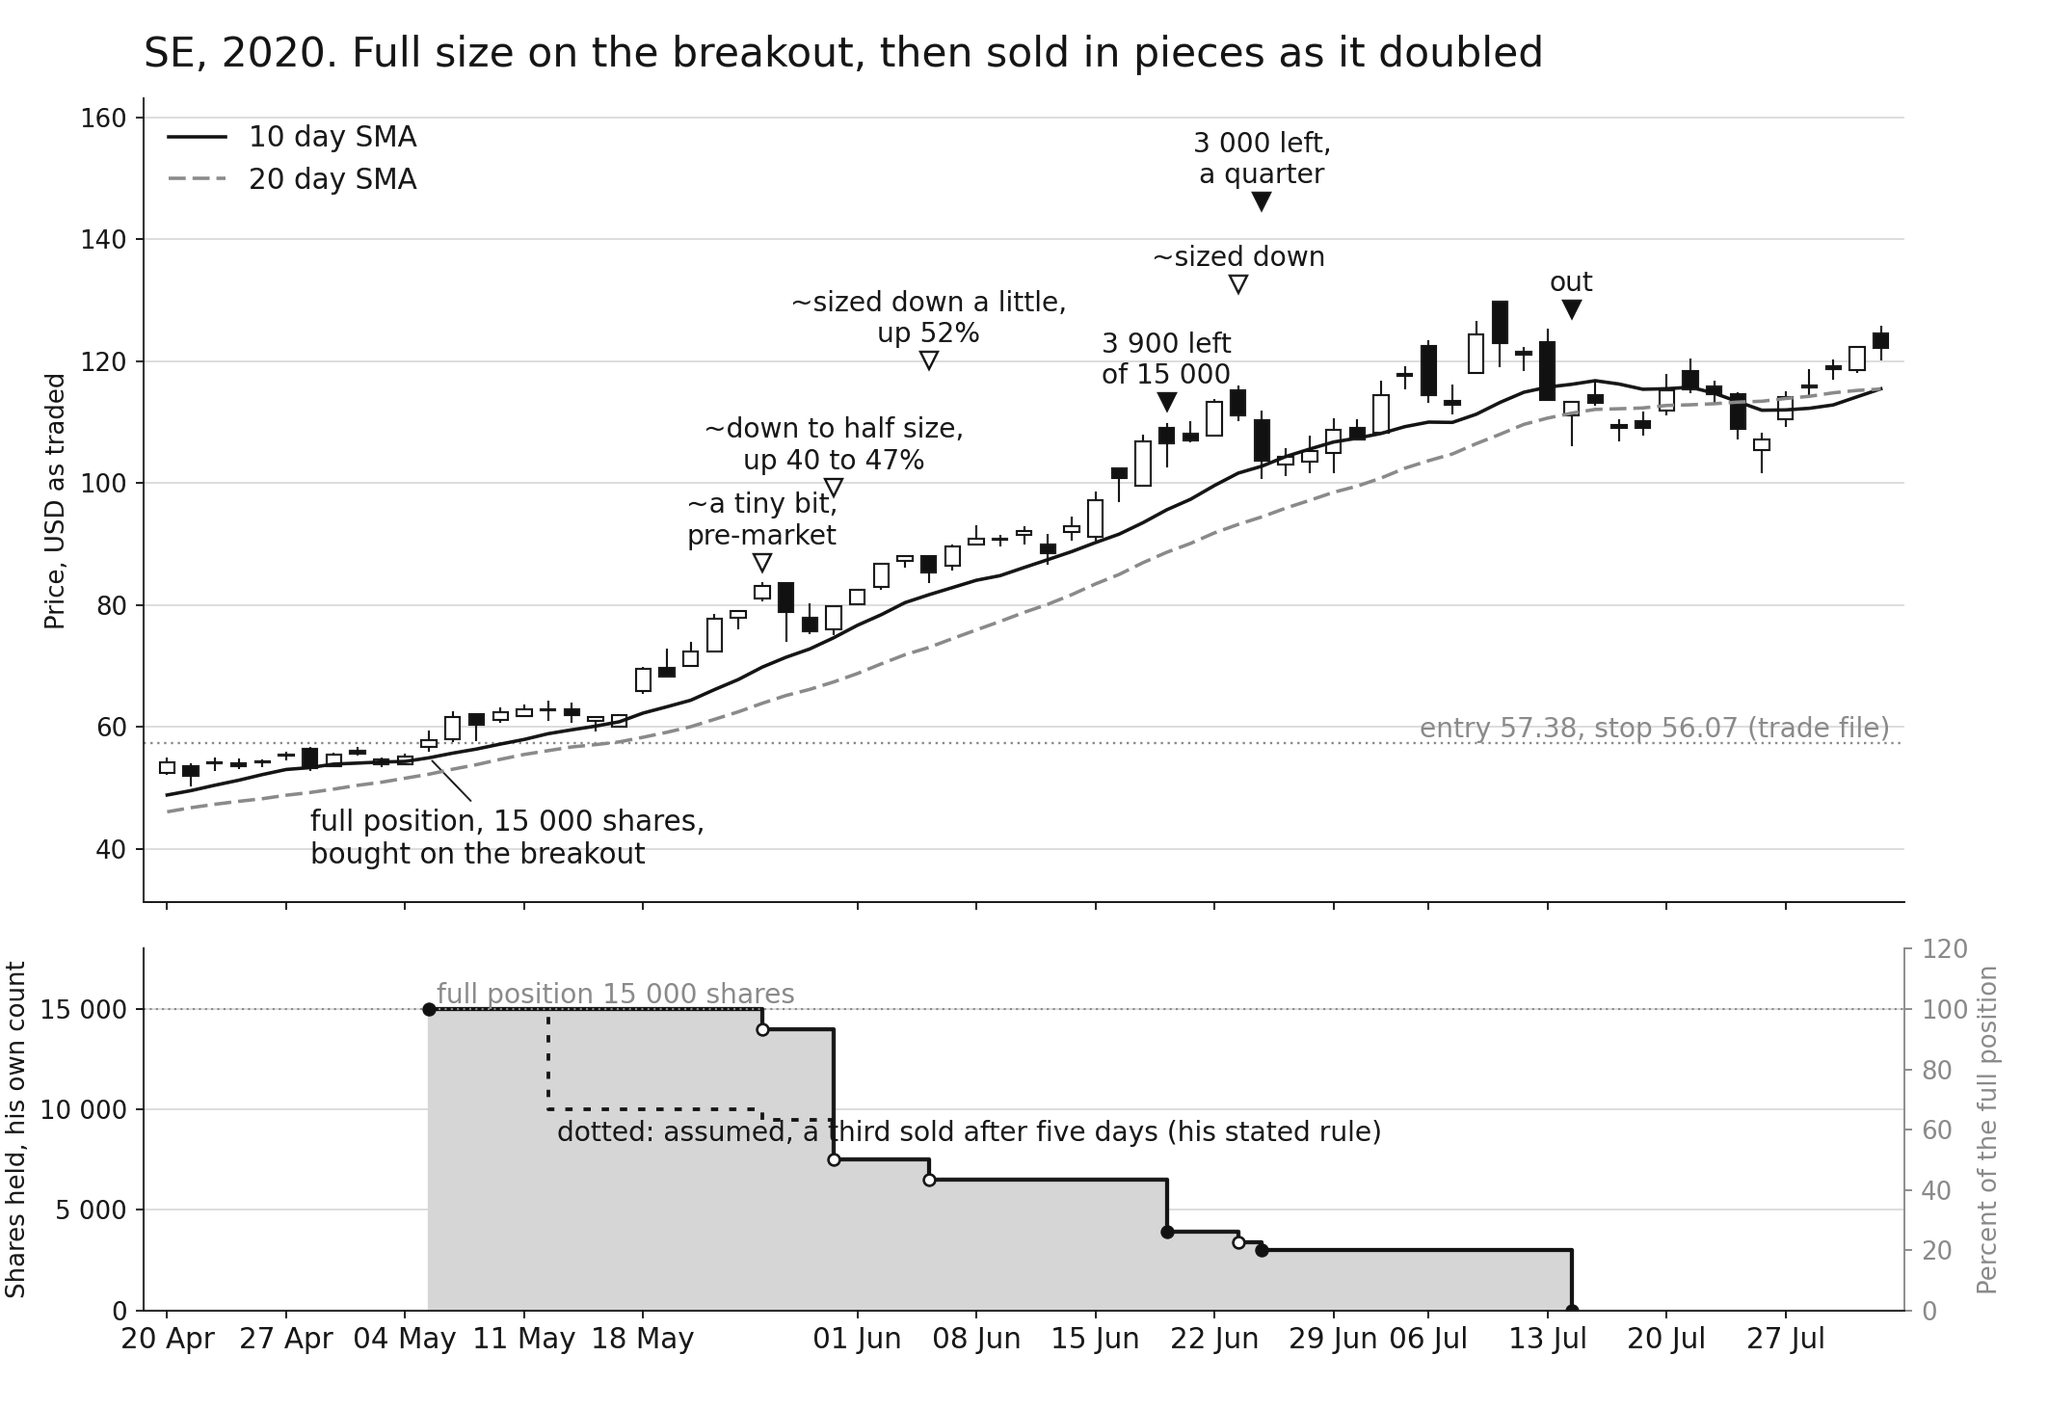 SE, 2020. Full size on the breakout, then sold in pieces as it doubled
Price, USD as traded
160
140
120
100
80
60
40
10 day SMA
20 day SMA
3 000 left,
a quarter
~sized down
out
~sized down a little,
up 52%
3 900 left
of 15 000
~down to half size,
up 40 to 47%
~a tiny bit,
pre-market
entry 57.38, stop 56.07 (trade file)
full position, 15 000 shares,
bought on the breakout
Shares held, his own count
15 000
10 000
5 000
0
full position 15 000 shares
dotted: assumed, a third sold after five days (his stated rule)
120
100
80
60
40
20
0
Percent of the full position
20 Apr
27 Apr
04 May
11 May
18 May
01 Jun
08 Jun
15 Jun
22 Jun
29 Jun
06 Jul
13 Jul
20 Jul
27 Jul